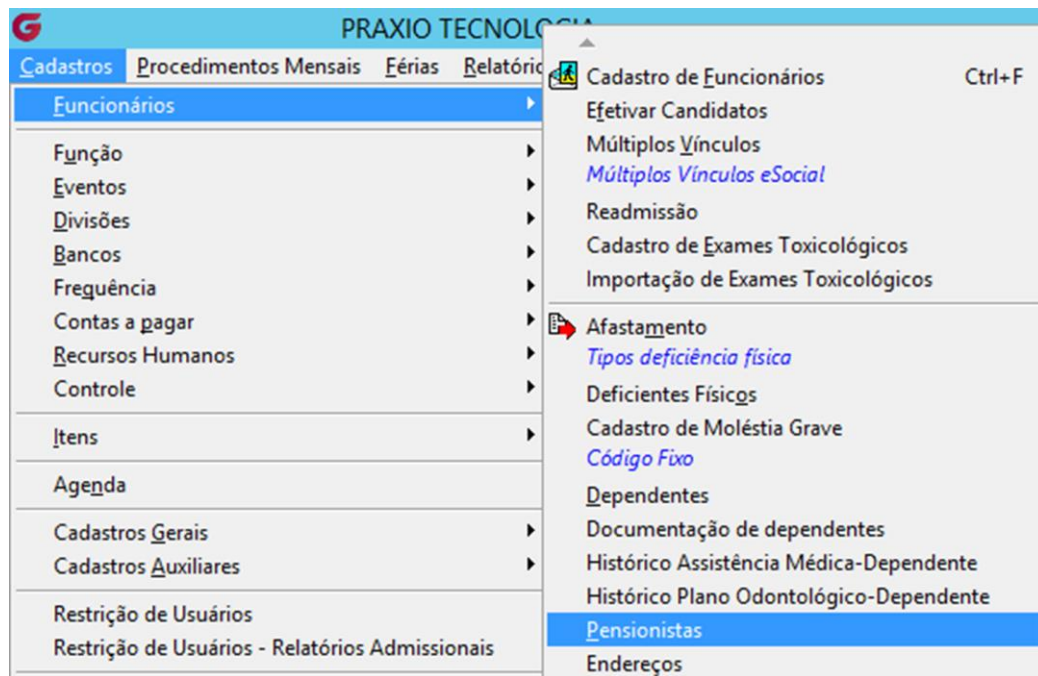 PRAXIO TECNOLOGIA
Cadastros Procedimentos Mensais Férias
Funcionários
Função
Eventos
Divisões
Bancos
Frequência
Contas a pagar
Recursos Humanos
Controle
Itens
Agenda
Cadastros Gerais
Cadastros Auxiliares
Restrição de Usuários
Restrição de Usuários - Relatórios Admissionais
Cadastro de Funcionários Ctrl+F
Efetivar Candidatos
Múltiplos Vínculos
Múltiplos Vínculos eSocial
Readmissão
Cadastro de Exames Toxicológicos
Importação de Exames Toxicológicos
Afastamento
Tipos deficiência física
Deficientes Físicos
Cadastro de Moléstia Grave
Código Fixo
Dependentes
Documentação de dependentes
Histórico Assistência Médica-Dependente
Histórico Plano Odontológico-Dependente
Pensionistas
Endereços